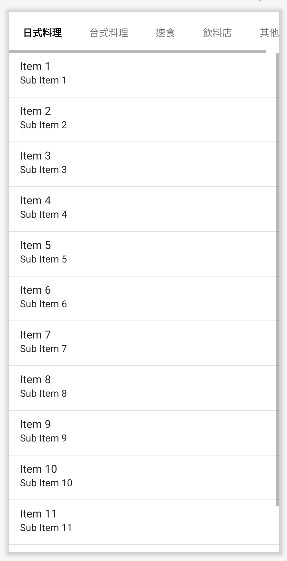 日式料理 台式料理 速食 飲料店 其他
Item 1
Sub Item 1
Item 2
Sub Item 2
Item 3
Sub Item 3
Item 4
Sub Item 4
Item 5
Sub Item 5
Item 6
Sub Item 6
Item 7
Sub Item 7
Item 8
Sub Item 8
Item 9
Sub Item 9
Item 10
Sub Item 10
Item 11
Sub Item 11